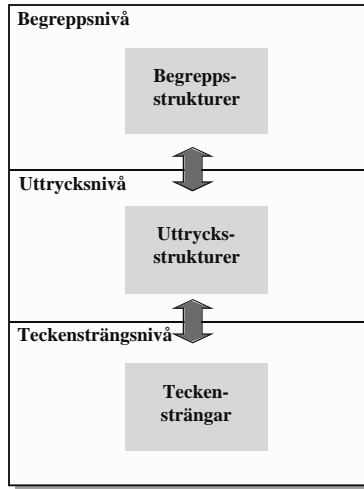 Begreppsnivå
Begrepps-
strukturer
Uttrycksnivå
Uttrycks-
strukturer
Teckensträngsnivå
Tecken-
strängar